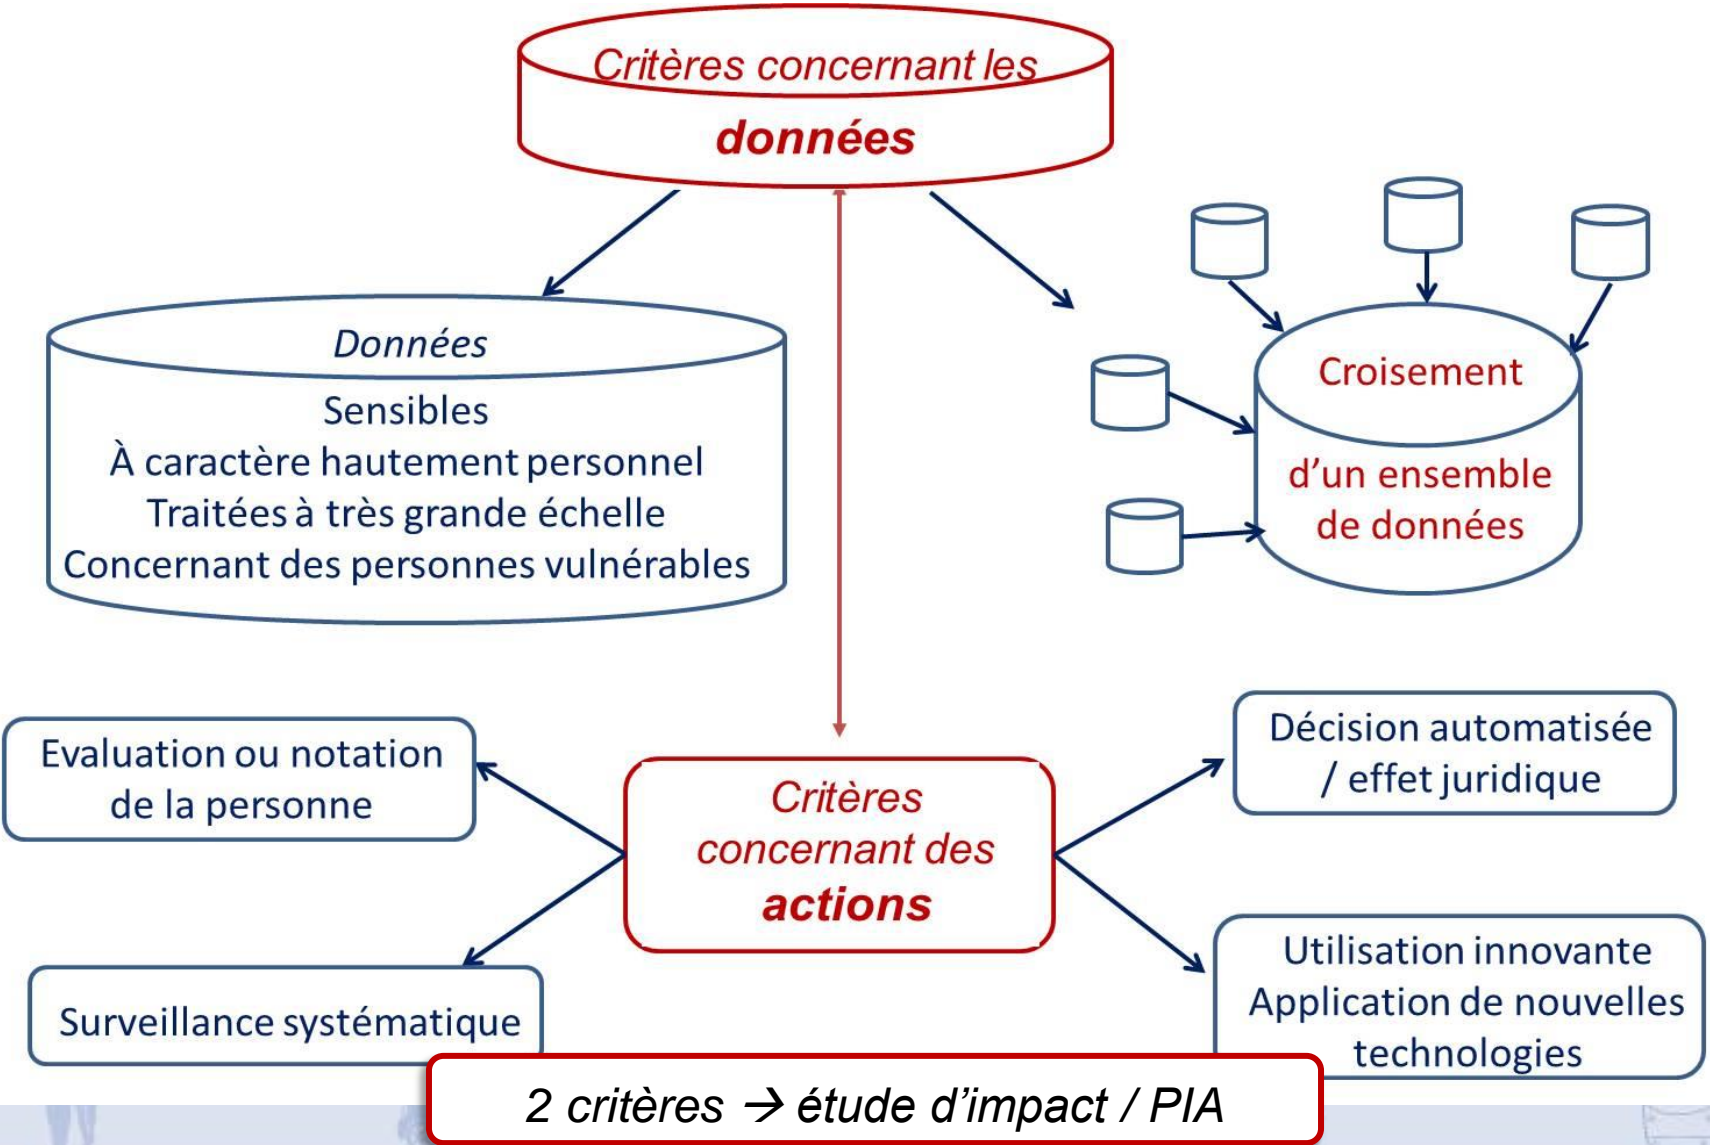 Critères concernant les
données
Données
Sensibles
À caractère hautement personnel
Traitées à très grande échelle
Concernant des personnes vulnérables
Croisement
d’un ensemble
de données
Evaluation ou notation
de la personne
Surveillance systématique
Critères
concernant des
actions
Décision automatisée
/ effet juridique
Utilisation innovante
Application de nouvelles
technologies
2 critères → étude d’impact / PIA